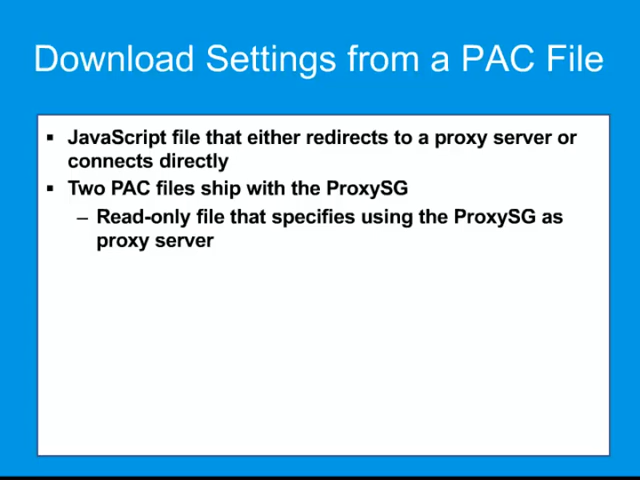 Download Settings from a PAC File
▪ JavaScript file that either redirects to a proxy server or
connects directly
▪ Two PAC files ship with the ProxySG
– Read-only file that specifies using the ProxySG as
proxy server